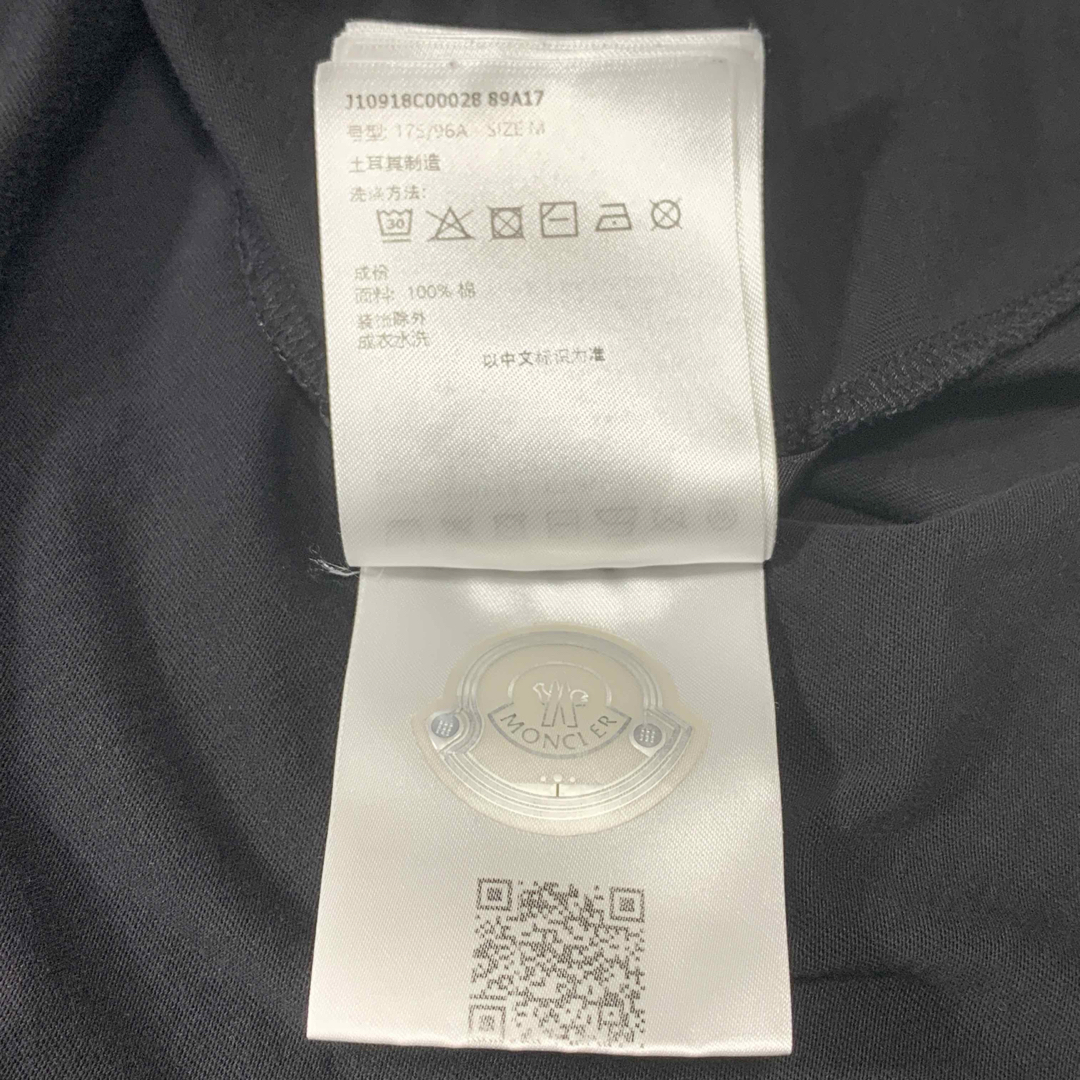 J10918C00028 89A17
号型: 175/96A - SIZE M
土耳其制造
洗涤方法:
30
成份
面料: 100% 棉
装饰除外
成衣水洗
以中文标识为准
MONCLER